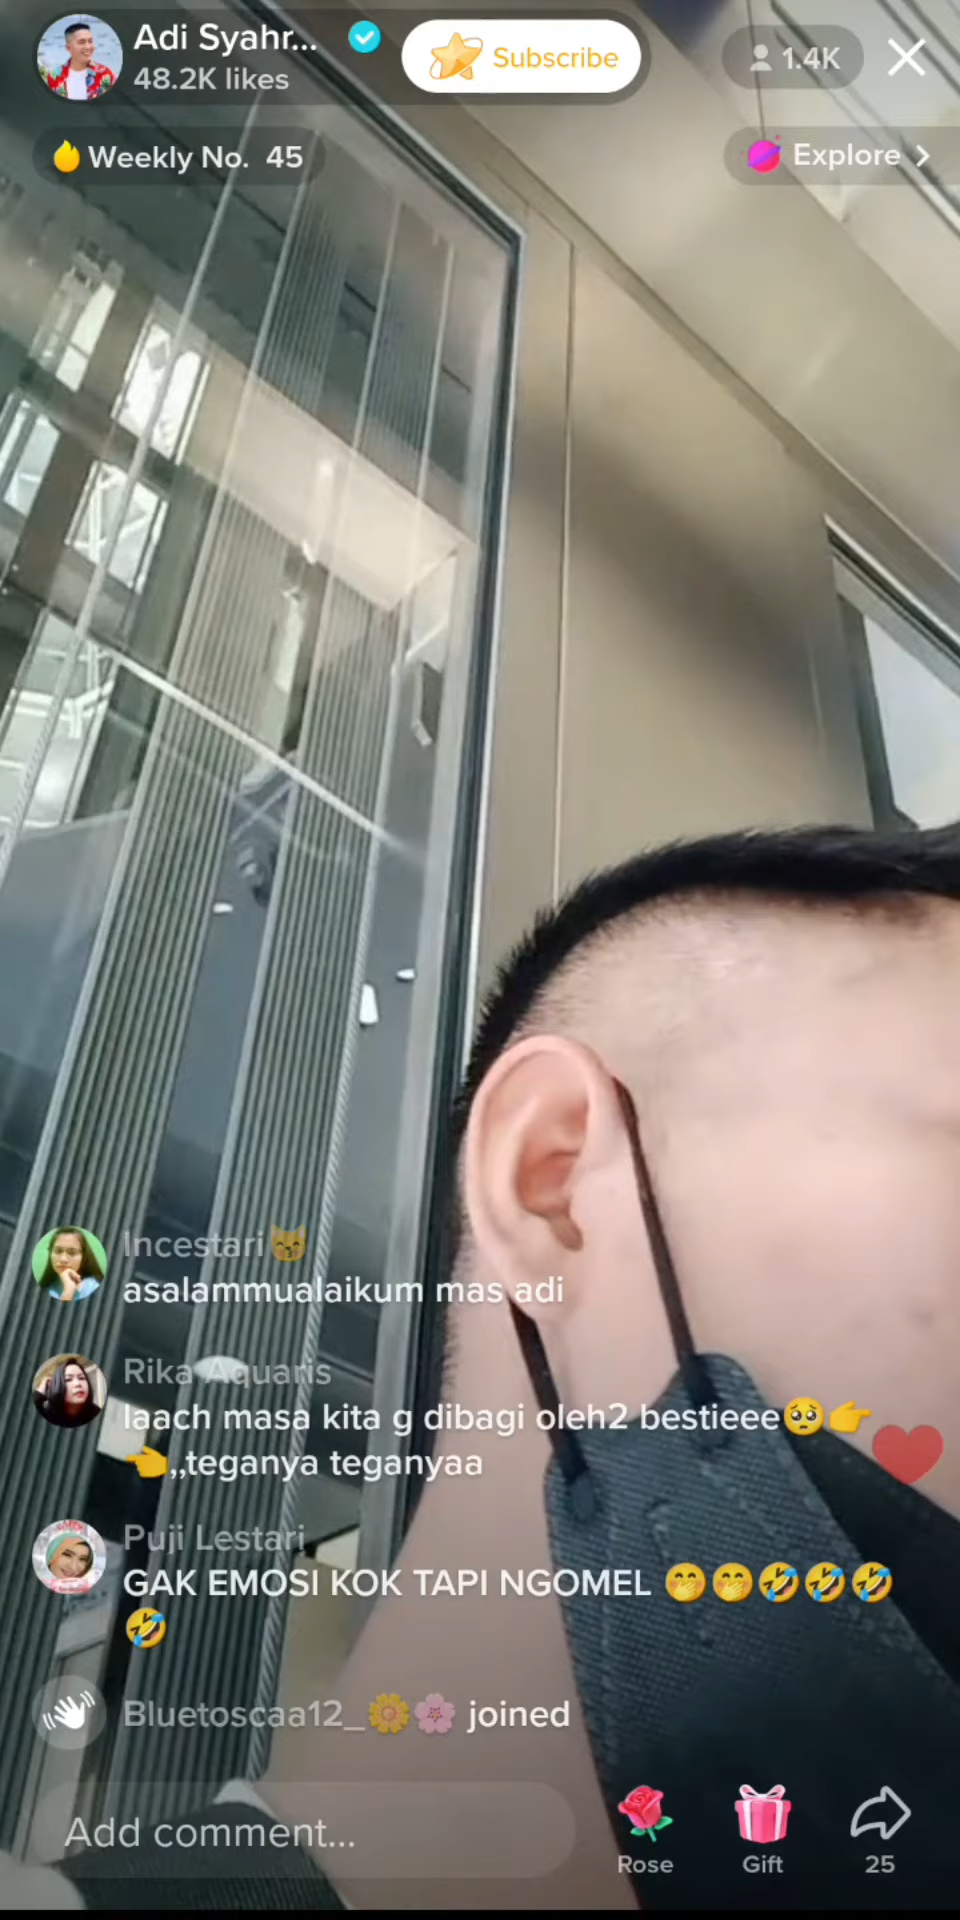 Adi Syahr...
48.2K likes
Subscribe
1.4K
Weekly No. 45
Explore
Incestari😽
asalammualaikum mas adi
Rika Aquaris
laach masa kita g dibagi oleh2 bestieee🥺👉
👈,,teganya teganyaa
Puji Lestari
GAK EMOSI KOK TAPI NGOMEL 🤭🤭🤣🤣🤣
🤣
Bluetoscaa12_🌼🌸 joined
Add comment...
Rose
Gift
25